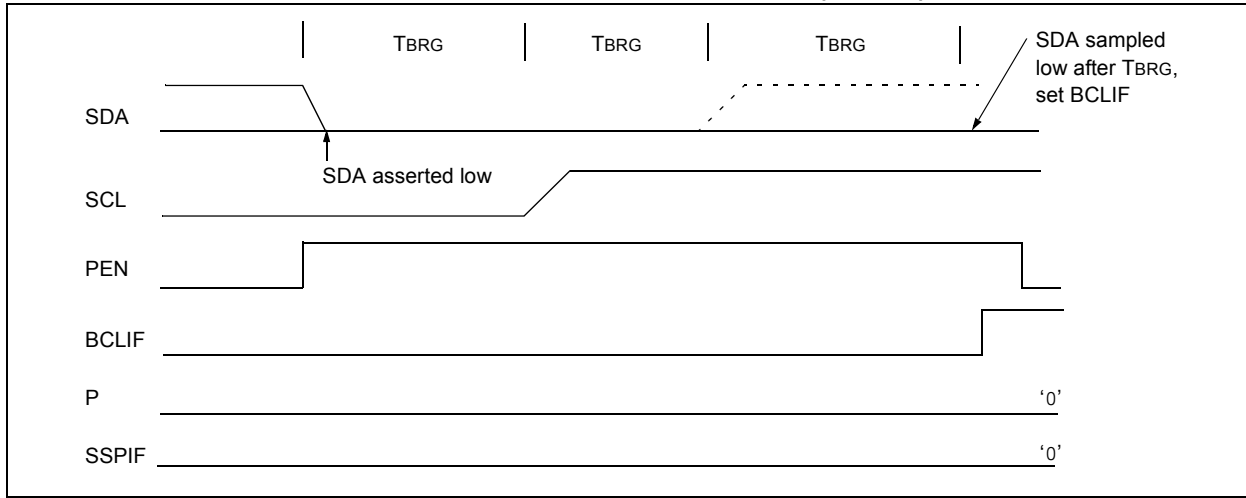 TBRG TBRG TBRG
SDA sampled
low after TBRG,
set BCLIF
SDA
SDA asserted low
SCL
PEN
BCLIF
P ‘0’
SSPIF ‘0’